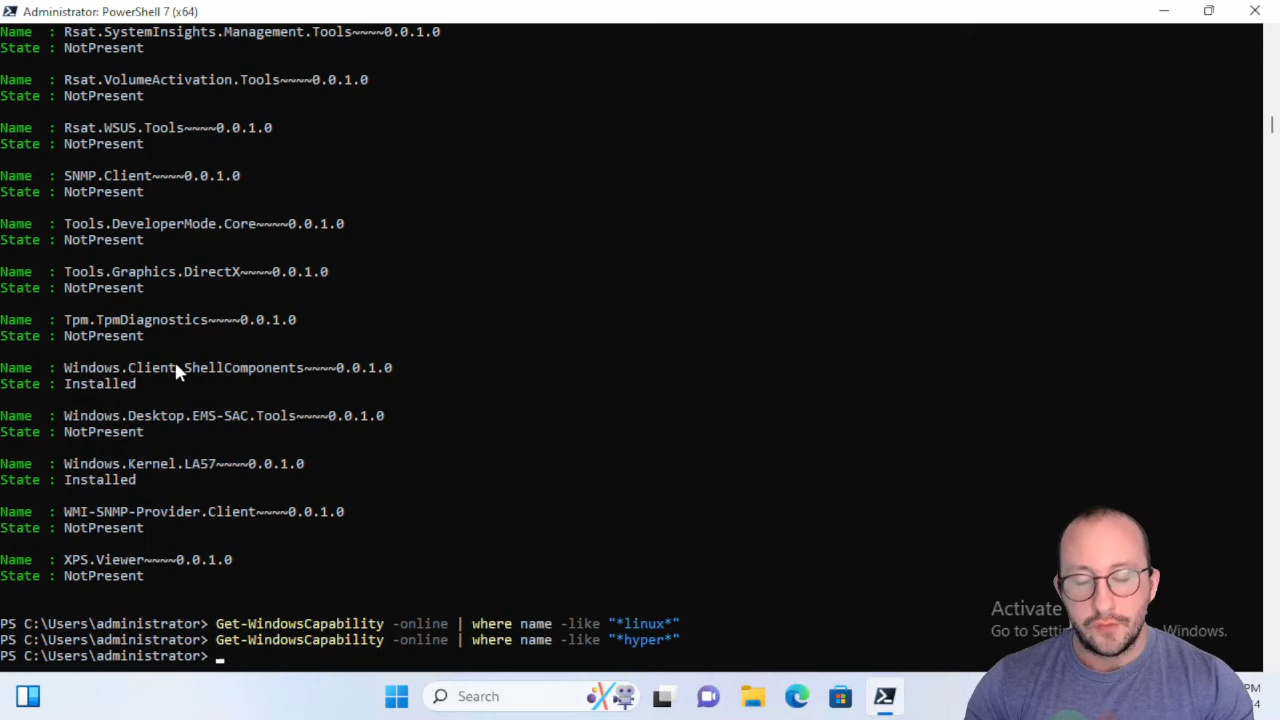 Administrator: PowerShell 7 (x64)
Name  : Rsat.SystemInsights.Management.Tools~~~~0.0.1.0
State : NotPresent
Name  : Rsat.VolumeActivation.Tools~~~~0.0.1.0
State : NotPresent
Name  : Rsat.WSUS.Tools~~~~0.0.1.0
State : NotPresent
Name  : SNMP.Client~~~~0.0.1.0
State : NotPresent
Name  : Tools.DeveloperMode.Core~~~~0.0.1.0
State : NotPresent
Name  : Tools.Graphics.DirectX~~~~0.0.1.0
State : NotPresent
Name  : Tpm.TpmDiagnostics~~~~0.0.1.0
State : NotPresent
Name  : Windows.Client.ShellComponents~~~~0.0.1.0
State : Installed
Name  : Windows.Desktop.EMS-SAC.Tools~~~~0.0.1.0
State : NotPresent
Name  : Windows.Kernel.LA57~~~~0.0.1.0
State : Installed
Name  : WMI-SNMP-Provider.Client~~~~0.0.1.0
State : NotPresent
Name  : XPS.Viewer~~~~0.0.1.0
State : NotPresent
PS C:\Users\administrator> Get-WindowsCapability -online | where name -like "*linux*"
PS C:\Users\administrator> Get-WindowsCapability -online | where name -like "*hyper*"
PS C:\Users\administrator>
Activate
Go to Windows.
Search
PM
4